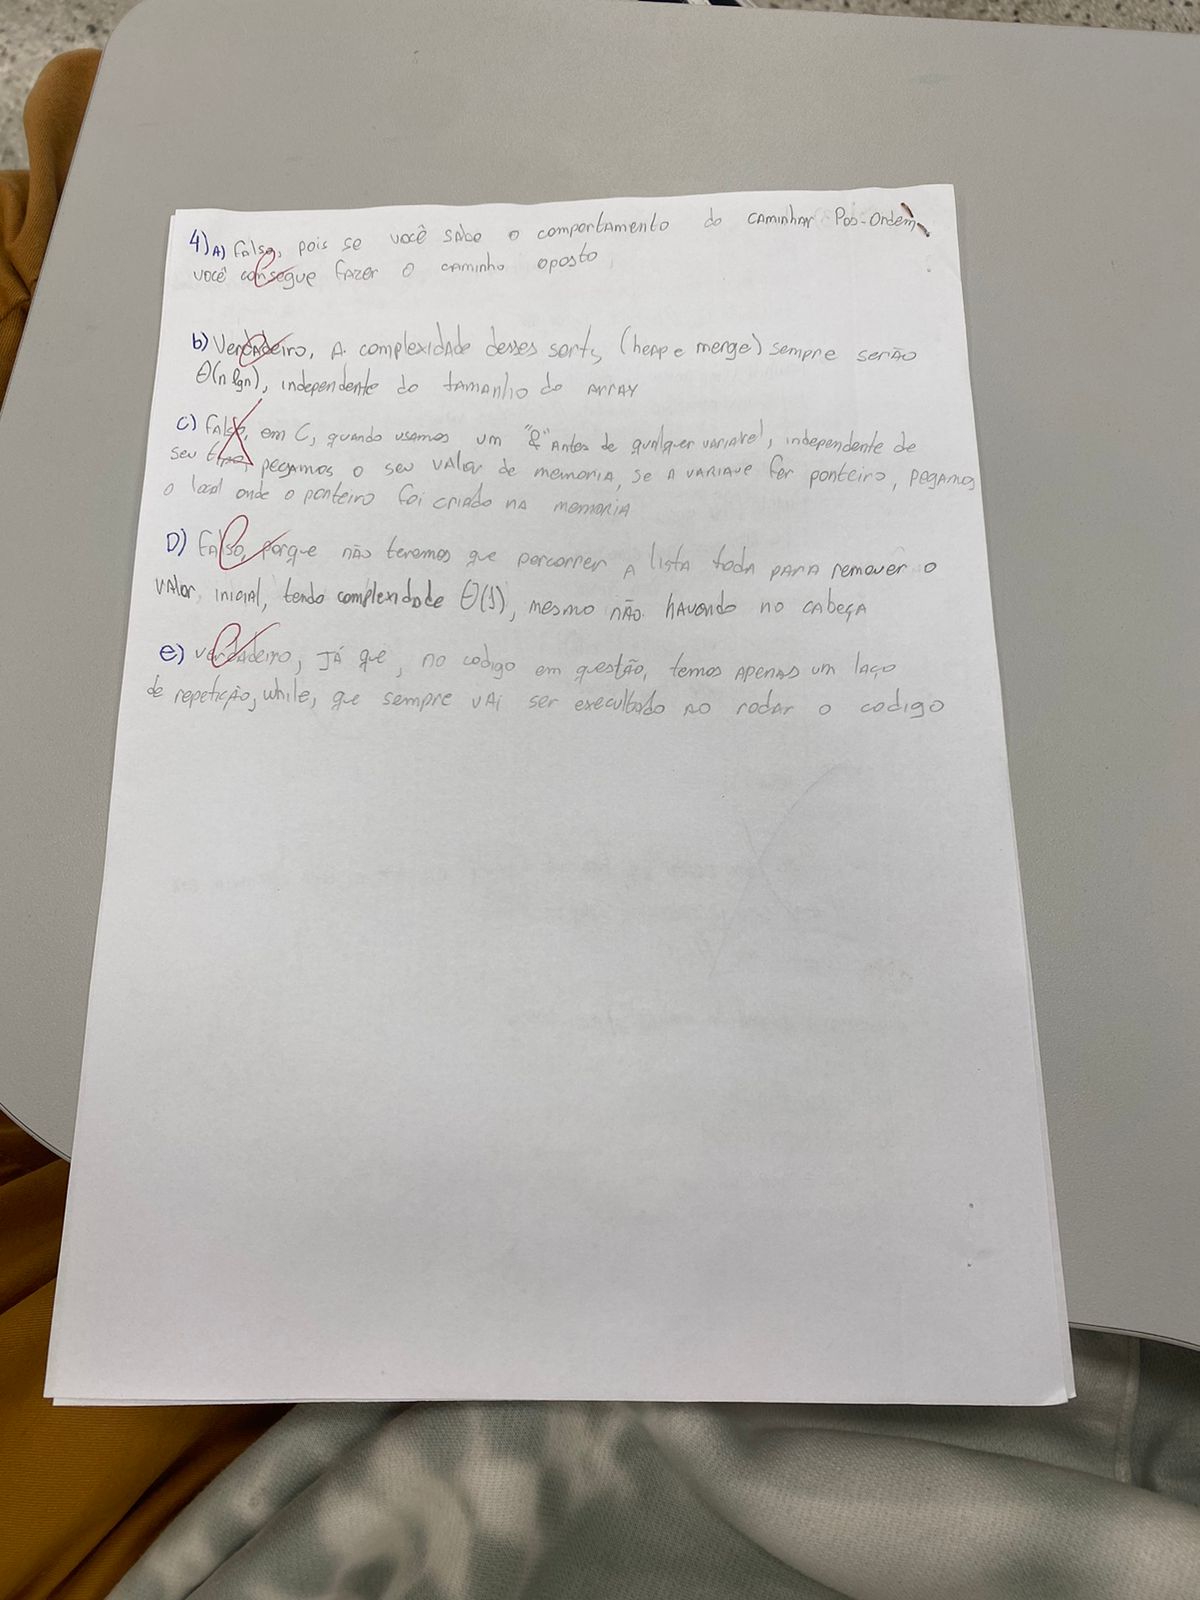 4) A) Falso, pois se você sabe o comportamento do caminhar Pos-Ordem,
você consegue fazer o caminho oposto
b) Verdadeiro, A complexidade desses sorts, (heap e merge) sempre serão
Θ(n lgn), independente do tamanho do ARRAY
C) Falso, em C, quando usamos um "&" Antes de qualquer variavel, independente de
seu tipo, pegamos o seu valor de memoria, se a variavel for ponteiro, pegamos
o local onde o ponteiro foi criado na memoria
D) Falso, porque não teremos que percorrer a lista toda para remover o
valor inicial, tendo complexidade Θ(1), mesmo não havendo no cabeça
e) verdadeiro, JÁ que, no codigo em questão, temos apenas um laço
de repetição, while, que sempre vai ser execultado ao rodar o codigo